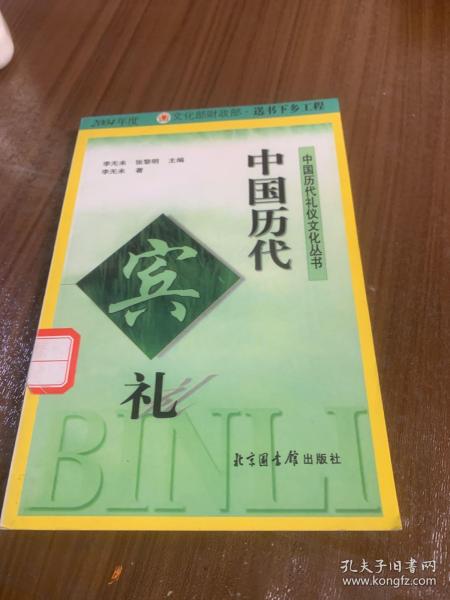 2004年度 文化部财政部·送书下乡工程
李无未 张黎明 主编
李无未 著
中国历代
宾
礼
中国历代礼仪文化丛书
BINLI
北京图书馆出版社
孔夫子旧书网
www.kongfz.com